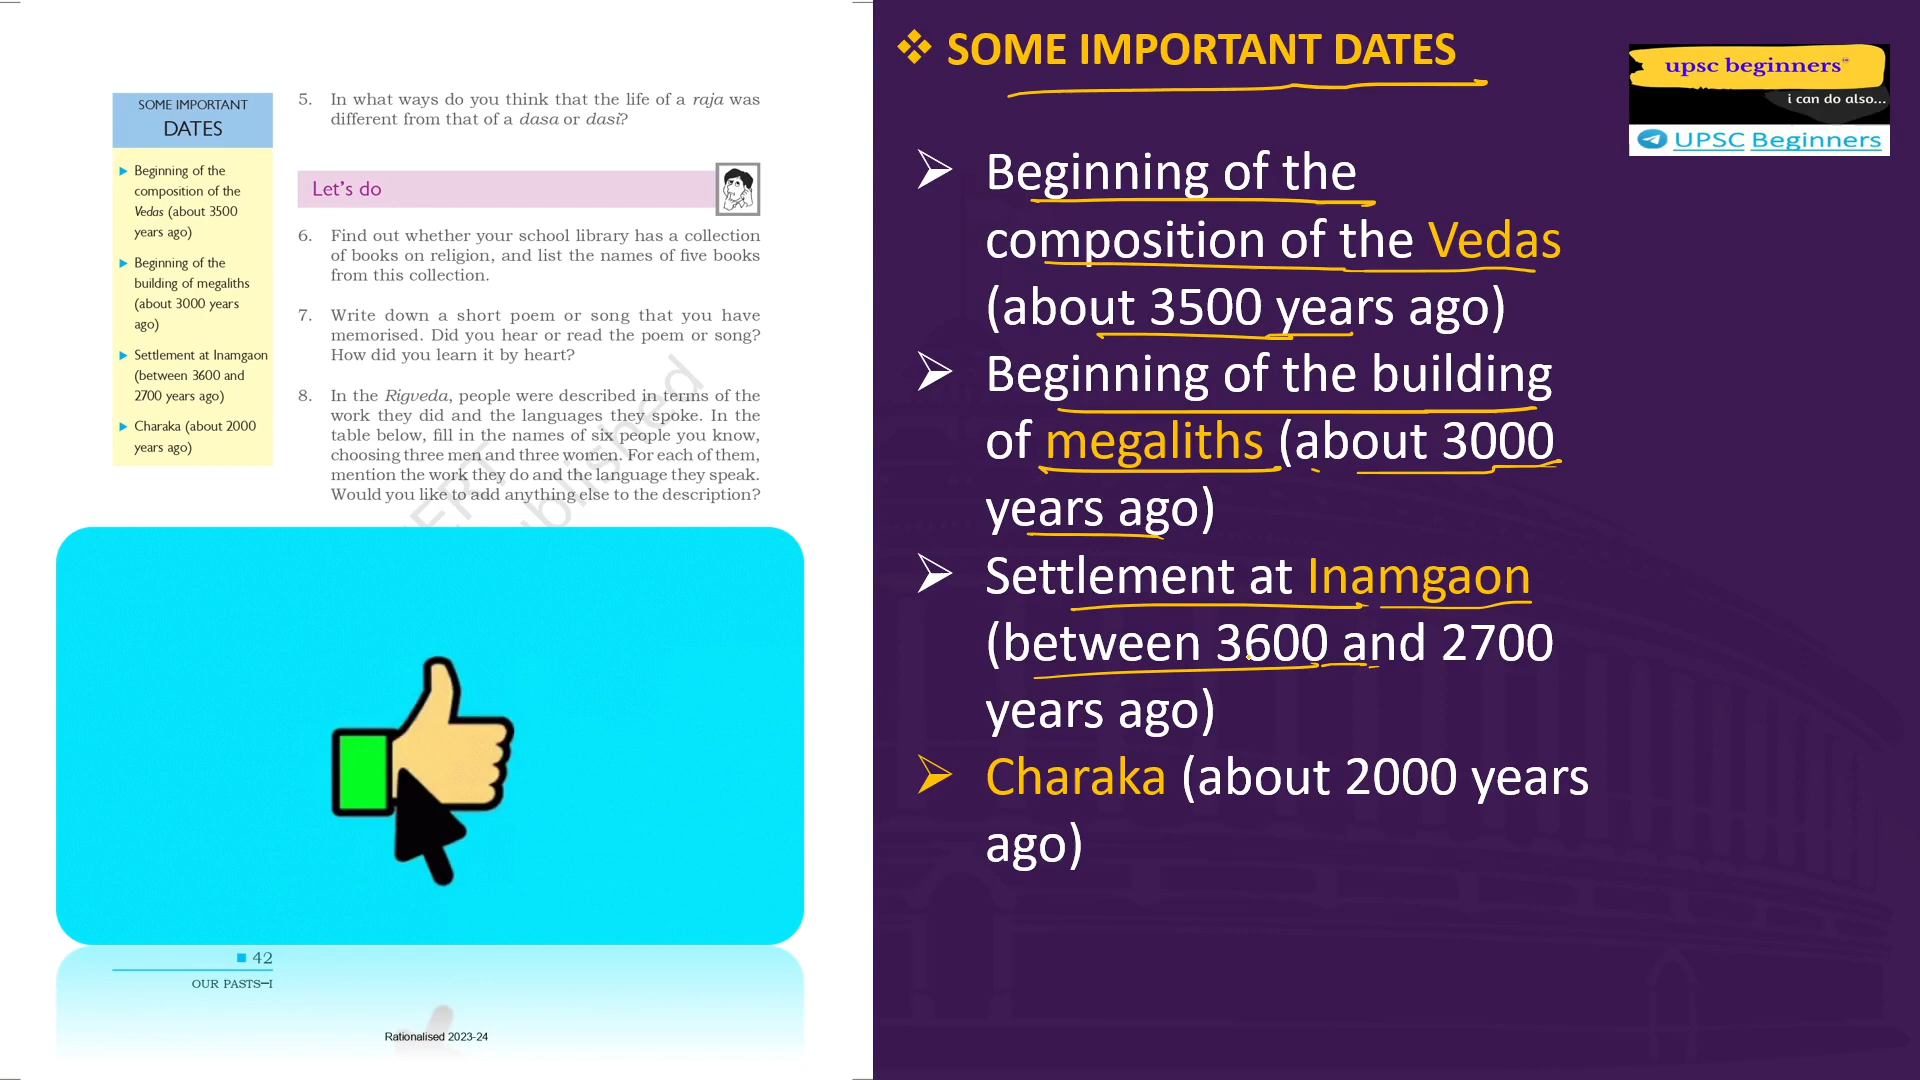 SOME IMPORTANT
DATES
Beginning of the
composition of the
Vedas (about 3500
years ago)
Beginning of the
building of megaliths
(about 3000 years
ago)
Settlement at Inamgaon
(between 3600 and
2700 years ago)
Charaka (about 2000
years ago)
5. In what ways do you think that the life of a raja was
different from that of a dasa or dasi?
Let's do
6. Find out whether your school library has a collection
of books on religion, and list the names of five books
from this collection.
7. Write down a short poem or song that you have
memorised. Did you hear or read the poem or song?
How did you learn it by heart?
8. In the Rigveda, people were described in terms of the
work they did and the languages they spoke. In the
table below, fill in the names of six people you know,
choosing three men and three women. For each of them,
mention the work they do and the language they speak.
Would you like to add anything else to the description?
42
OUR PASTS–I
Rationalised 2023-24
❖ SOME IMPORTANT DATES
➢ Beginning of the
composition of the Vedas
(about 3500 years ago)
➢ Beginning of the building
of megaliths (about 3000
years ago)
➢ Settlement at Inamgaon
(between 3600 and 2700
years ago)
➢ Charaka (about 2000 years
ago)
upsc beginners
i can do also...
UPSC Beginners